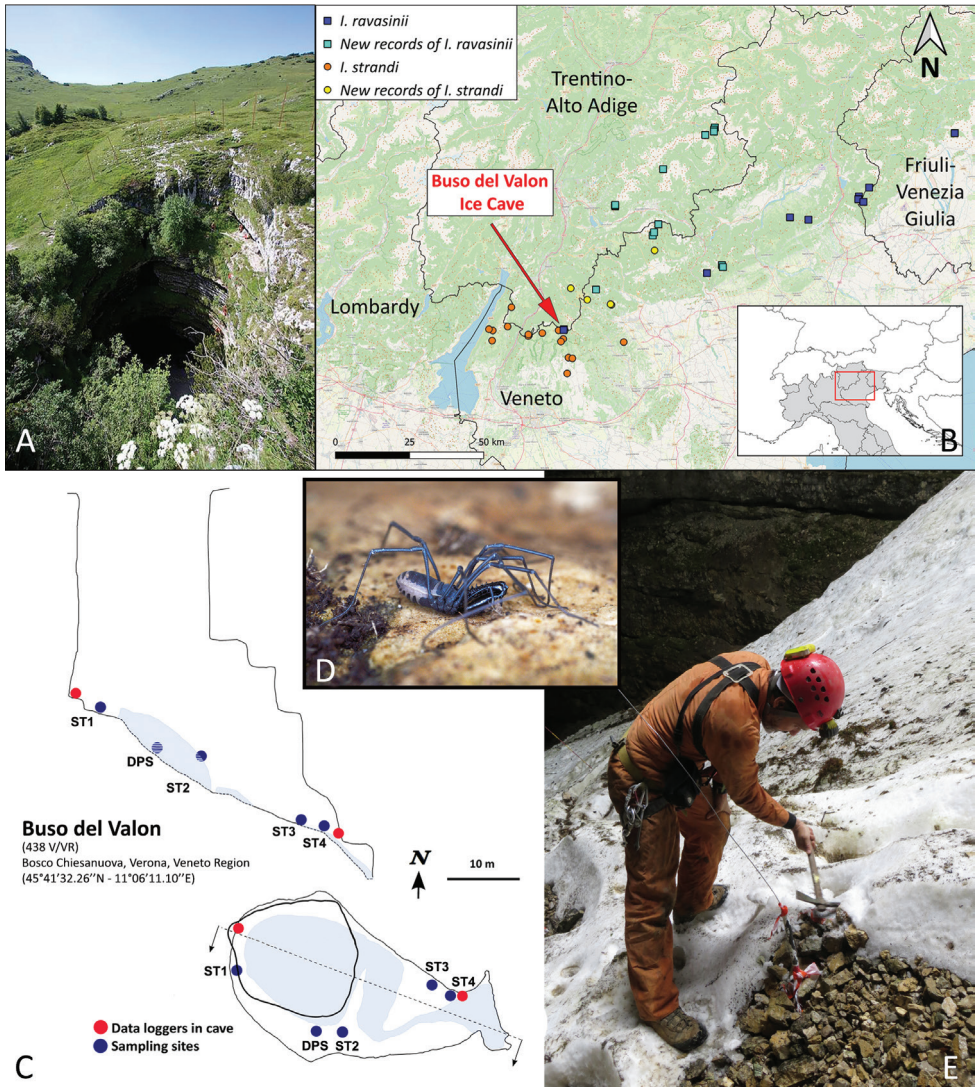 A
I. ravasinii
New records of I. ravasinii
I. strandi
New records of I. strandi
N
Trentino-
Alto Adige
Friuli-
Venezia
Giulia
Buso del Valon
Ice Cave
Lombardy
Veneto
0 25 50 km
B
ST1
DPS
ST2
ST3
ST4
Buso del Valon
(438 V/VR)
Bosco Chiesanuova, Verona, Veneto Region
(45°41’32.26’’N - 11°06’11.10’’E)
N
10 m
ST1
ST3
ST4
DPS
ST2
Data loggers in cave
Sampling sites
C
D
E